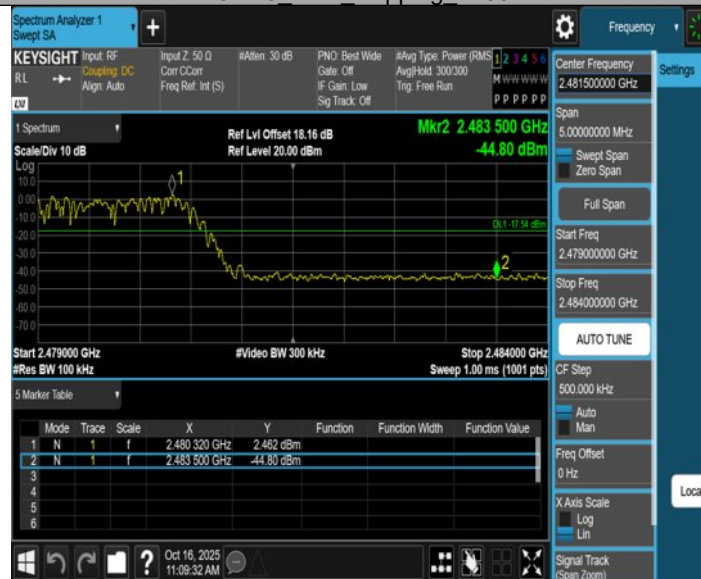 Spectrum Analyzer 1
Swept SA
+
Frequency
KEYSIGHT
RL
LXI
Input: RF
Coupling: DC
Align: Auto
Input Z: 50 Ω
Corr CCorr
Freq Ref: Int (S)
#Atten: 30 dB
PNO: Best Wide
Gate: Off
IF Gain: Low
Sig Track: Off
#Avg Type: Power (RMS
Avg|Hold: 300/300
Trig: Free Run
1 2 3 4 5 6
M W W W W W
P P P P P P
1 Spectrum
Scale/Div 10 dB
Ref Lvl Offset 18.16 dB
Ref Level 20.00 dBm
Mkr2 2.483 500 GHz
-44.80 dBm
Log
10.0
0.00
-10.0
-20.0
-30.0
-40.0
-50.0
-60.0
-70.0
1
2
DL1 -17.54 dBm
Start 2.479000 GHz
#Res BW 100 kHz
#Video BW 300 kHz
Stop 2.484000 GHz
Sweep 1.00 ms (1001 pts)
5 Marker Table
Mode Trace Scale X Y Function Function Width Function Value
1 N 1 f 2.480 320 GHz 2.462 dBm
2 N 1 f 2.483 500 GHz -44.80 dBm
3
4
5
6
Oct 16, 2025
11:09:32 AM
Center Frequency
2.481500000 GHz
Span
5.00000000 MHz
Swept Span
Zero Span
Full Span
Start Freq
2.479000000 GHz
Stop Freq
2.484000000 GHz
AUTO TUNE
CF Step
500.000 kHz
Auto
Man
Freq Offset
0 Hz
X Axis Scale
Log
Lin
Signal Track
(Span Zoom)
Settings
Loca